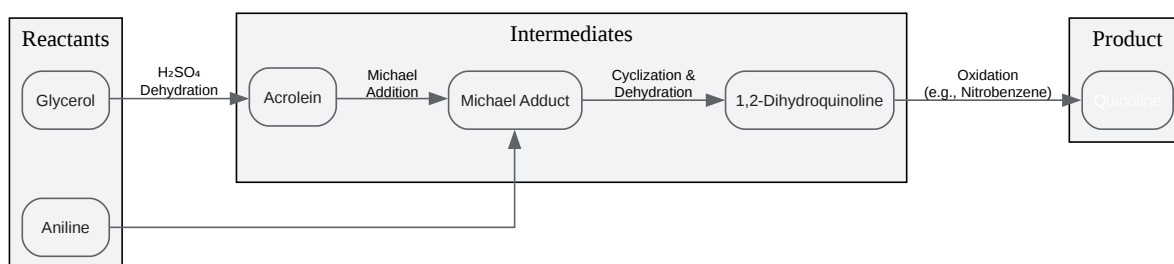 Reactants
Intermediates
Product
Glycerol
H₂SO₄
Dehydration
Acrolein
Michael
Addition
Michael Adduct
Cyclization &
Dehydration
1,2-Dihydroquinoline
Oxidation
(e.g., Nitrobenzene)
Quinoline
Aniline